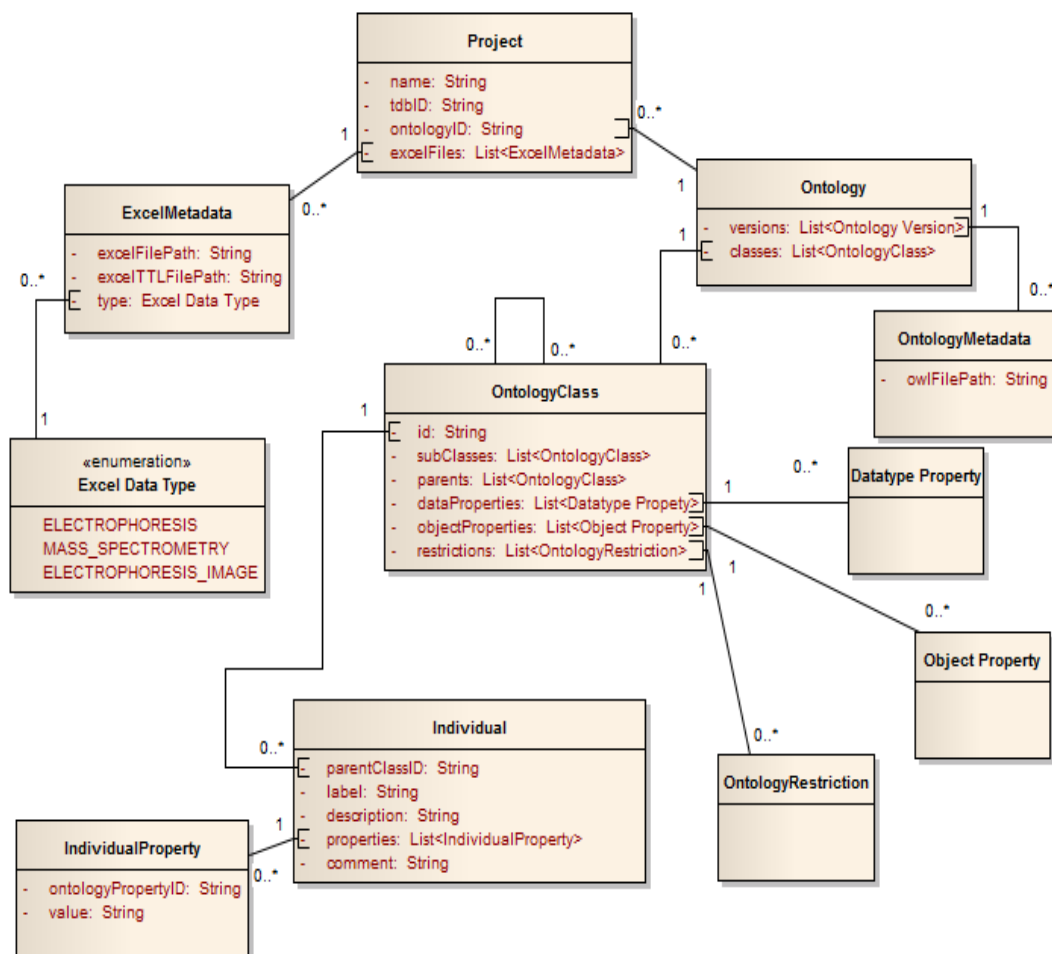 Project
- name: String
- tdbID: String
- ontologyID: String
- excelFiles: List<ExcelMetadata>
0..*
1
1
0..*
Ontology
- versions: List<Ontology Version>
- classes: List<OntologyClass>
1
1
0..*
0..*
ExcelMetadata
- excelFilePath: String
- excelTTLFilePath: String
- type: Excel Data Type
0..*
1
«enumeration»
Excel Data Type
ELECTROPHORESIS
MASS_SPECTROMETRY
ELECTROPHORESIS_IMAGE
OntologyMetadata
- owlFilePath: String
0..*
0..*
OntologyClass
- id: String
- subClasses: List<OntologyClass>
- parents: List<OntologyClass>
- dataProperties: List<Datatype Propety>
- objectProperties: List<Object Property>
- restrictions: List<OntologyRestriction>
1
1
0..*
Datatype Property
1
0..*
Object Property
1
0..*
OntologyRestriction
0..*
Individual
- parentClassID: String
- label: String
- description: String
- properties: List<IndividualProperty>
- comment: String
1
0..*
IndividualProperty
- ontologyPropertyID: String
- value: String